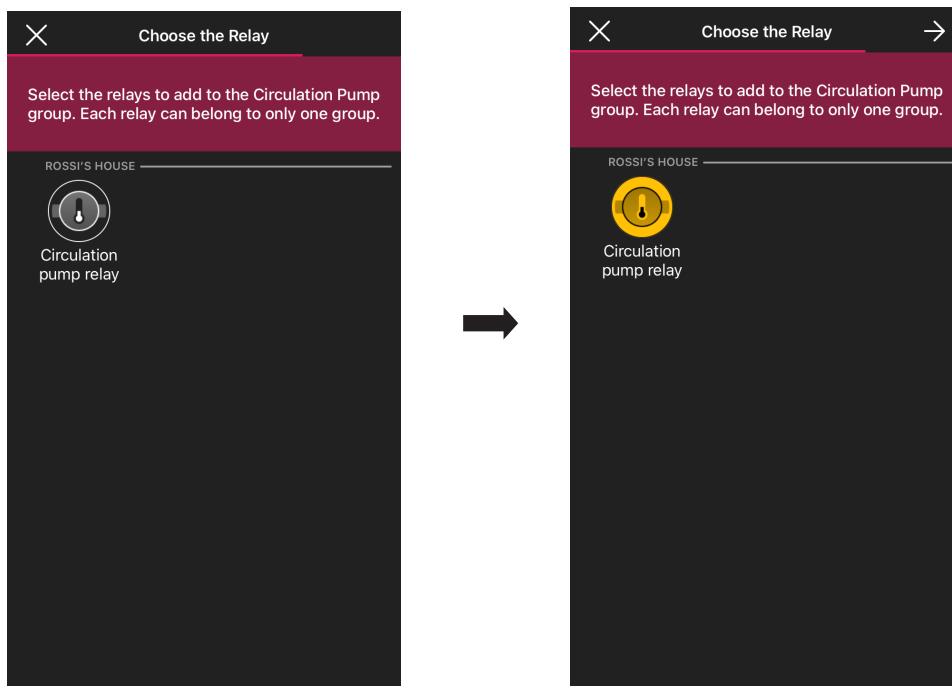 Choose the Relay
Select the relays to add to the Circulation Pump
group. Each relay can belong to only one group.
ROSSI'S HOUSE
Circulation
pump relay
Choose the Relay
Select the relays to add to the Circulation Pump
group. Each relay can belong to only one group.
ROSSI'S HOUSE
Circulation
pump relay